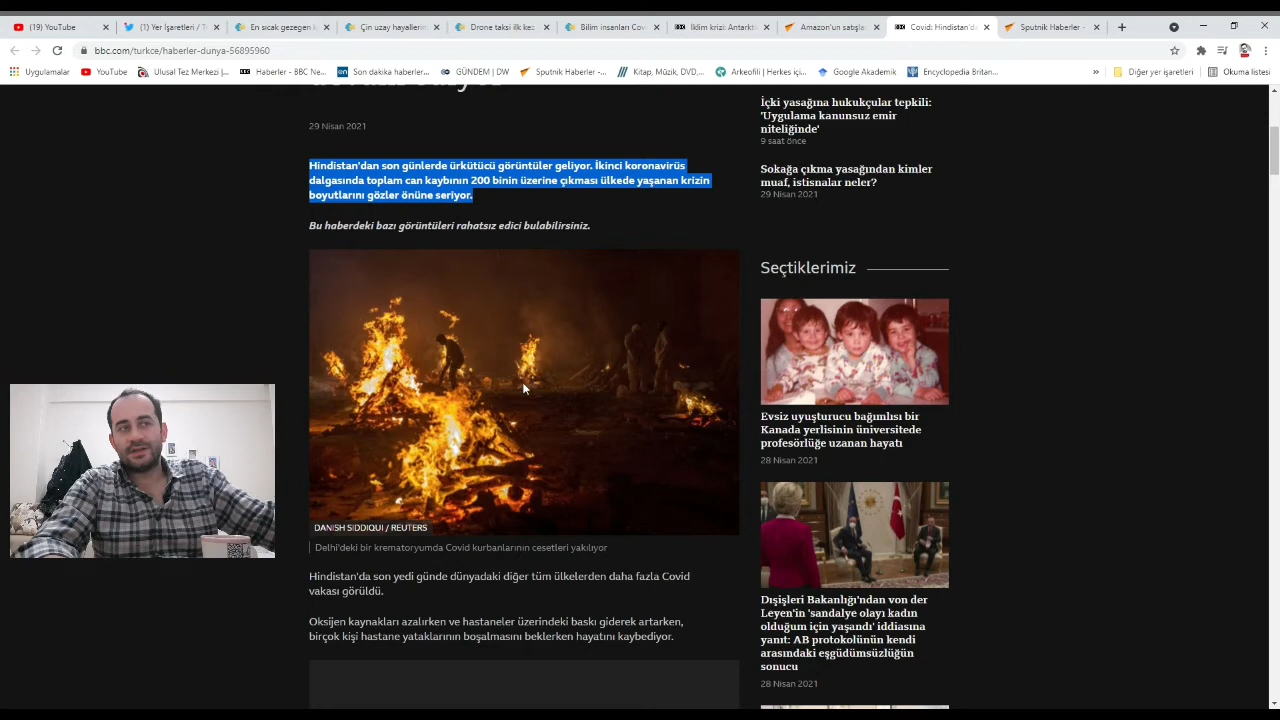 (19) YouTube
(1) Yer İşaretleri / T
En sıcak gezegen k
Çin uzay hayallerin
Drone taksi ilk kez
Bilim insanları Covi
İklim krizi: Antarkti
Amazon'un satışla
Covid: Hindistan'da
Sputnik Haberler -
bbc.com/turkce/haberler-dunya-56895960
Uygulamalar
YouTube
Ulusal Tez Merkezi |...
Haberler - BBC Ne...
Son dakika haberler...
GÜNDEM | DW
Sputnik Haberler -...
Kitap, Müzik, DVD,...
Arkeofili | Herkes içi...
Google Akademik
Encyclopedia Britan...
»
Diğer yer işaretleri
Okuma listesi
29 Nisan 2021
Hindistan'dan son günlerde ürkütücü görüntüler geliyor. İkinci koronavirüs
dalgasında toplam can kaybının 200 binin üzerine çıkması ülkede yaşanan krizin
boyutlarını gözler önüne seriyor.
Bu haberdeki bazı görüntüleri rahatsız edici bulabilirsiniz.
DANISH SIDDIQUI / REUTERS
Delhi'deki bir krematoryumda Covid kurbanlarının cesetleri yakılıyor
Hindistan'da son yedi günde dünyadaki diğer tüm ülkelerden daha fazla Covid
vakası görüldü.
Oksijen kaynakları azalırken ve hastaneler üzerindeki baskı giderek artarken,
birçok kişi hastane yataklarının boşalmasını beklerken hayatını kaybediyor.
İçki yasağına hukukçular tepkili:
'Uygulama kanunsuz emir
niteliğinde'
9 saat önce
Sokağa çıkma yasağından kimler
muaf, istisnalar neler?
29 Nisan 2021
Seçtiklerimiz
Evsiz uyuşturucu bağımlısı bir
Kanada yerlisinin üniversitede
profesörlüğe uzanan hayatı
28 Nisan 2021
Dışişleri Bakanlığı'ndan von der
Leyen'in 'sandalye olayı kadın
olduğum için yaşandı' iddiasına
yanıt: AB protokolünün kendi
arasındaki eşgüdümsüzlüğün
sonucu
28 Nisan 2021